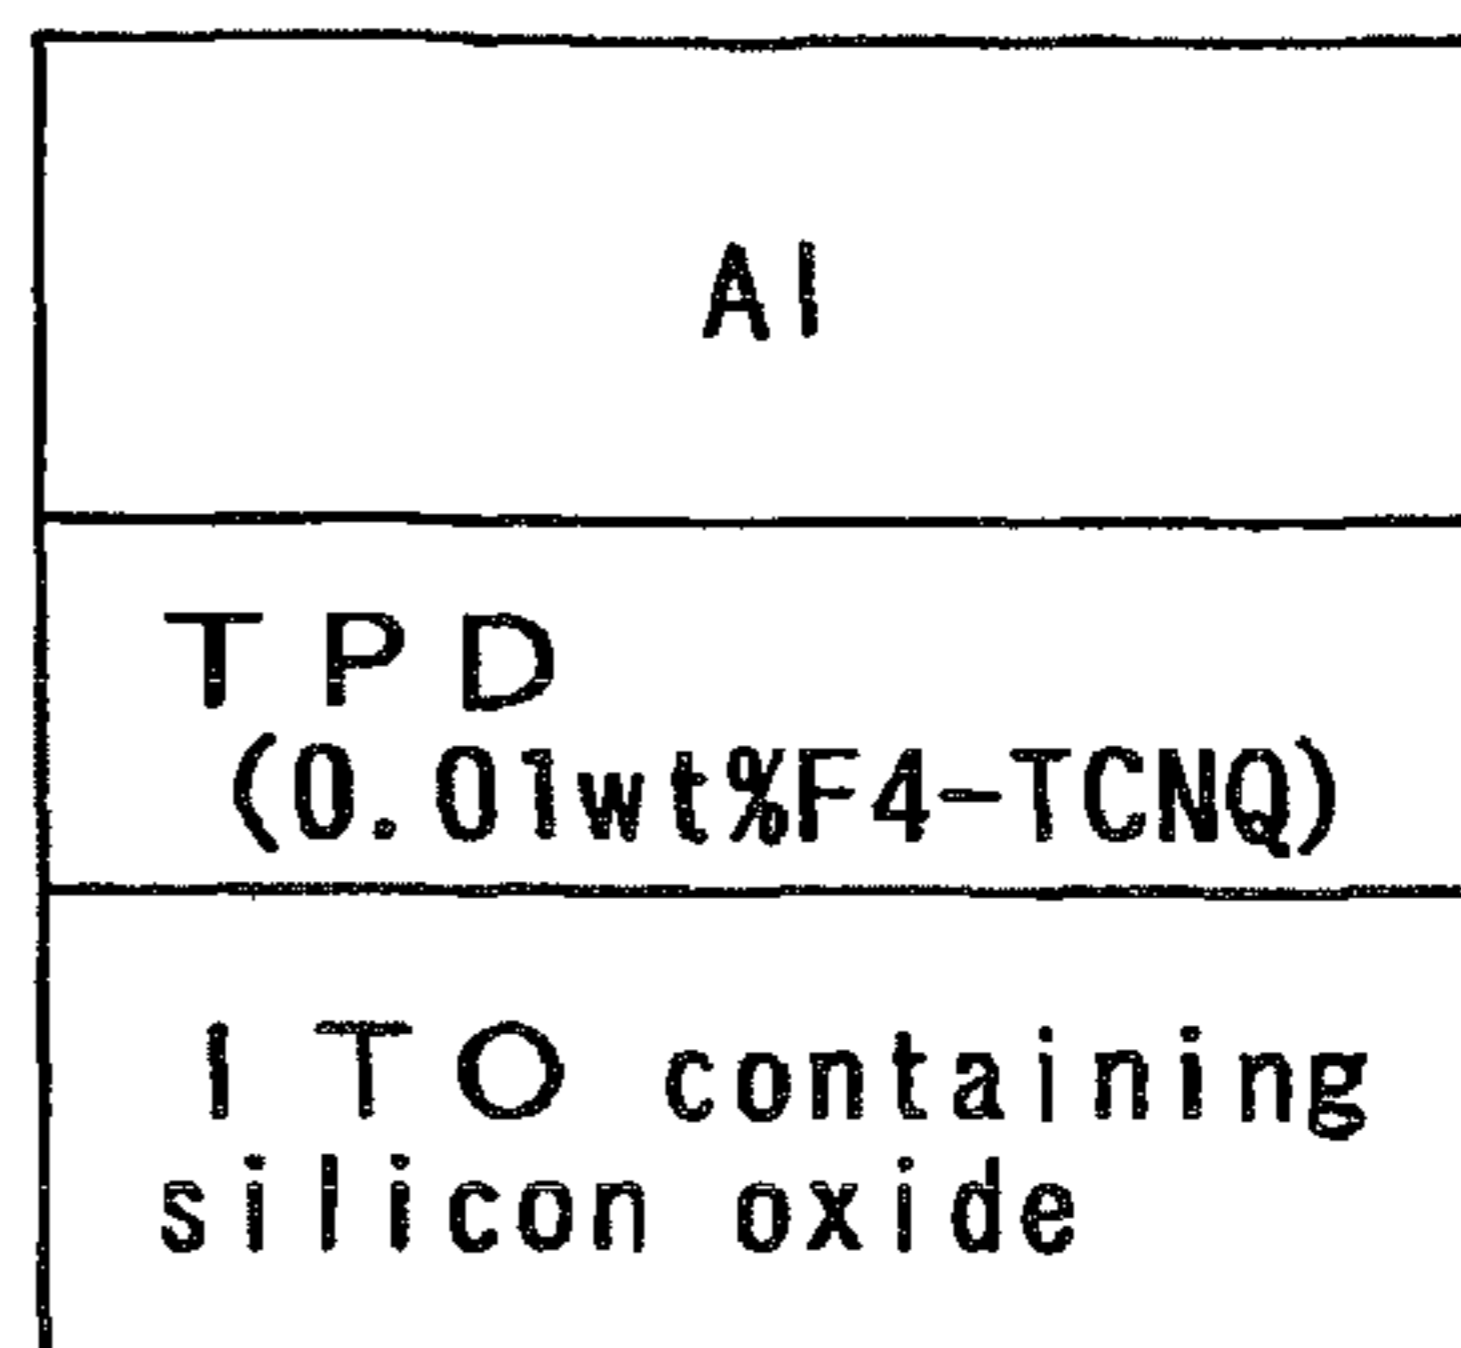 Al
TPD
(0.01wt%F4-TCNQ)
ITO containing
silicon oxide